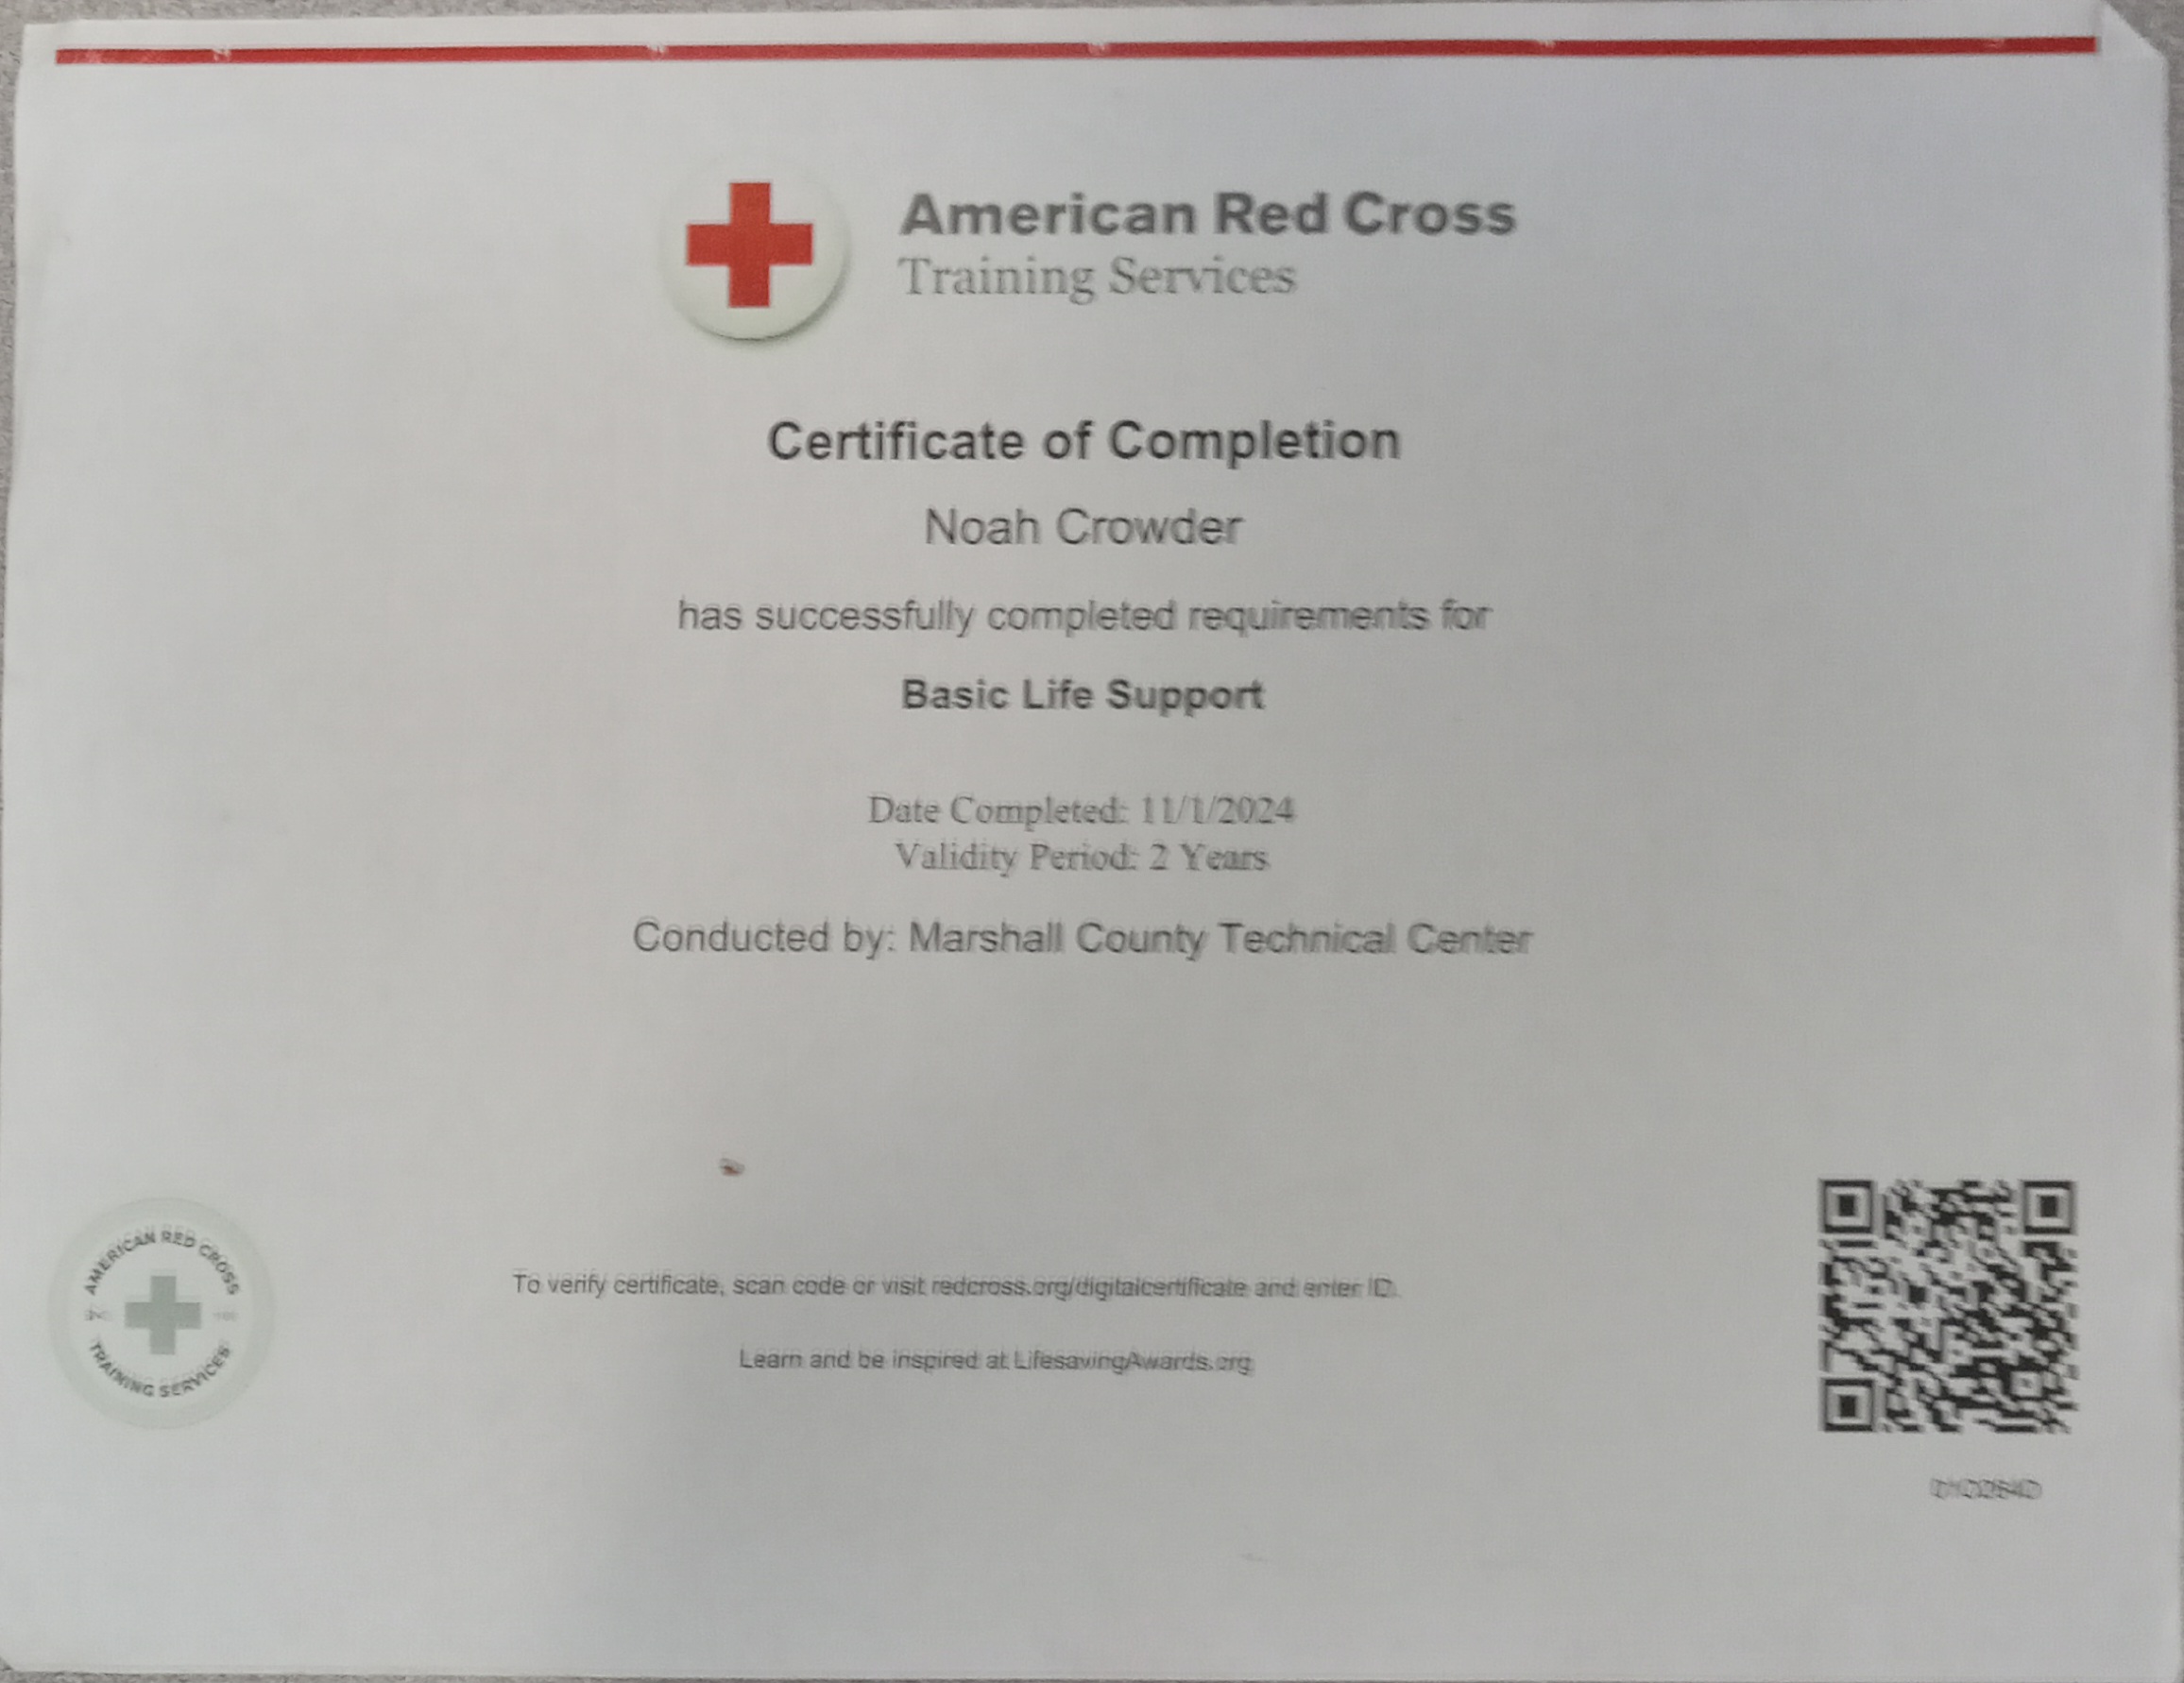 American Red Cross
Training Services
Certificate of Completion
Noah Crowder
has successfully completed requirements for
Basic Life Support
Date Completed: 11/1/2024
Validity Period: 2 Years
Conducted by: Marshall County Technical Center
AMERICAN RED CROSS
TRAINING SERVICES
To verify certificate, scan code or visit redcross.org/digitalcertificate and enter ID.
Learn and be inspired at LifesavingAwards.org